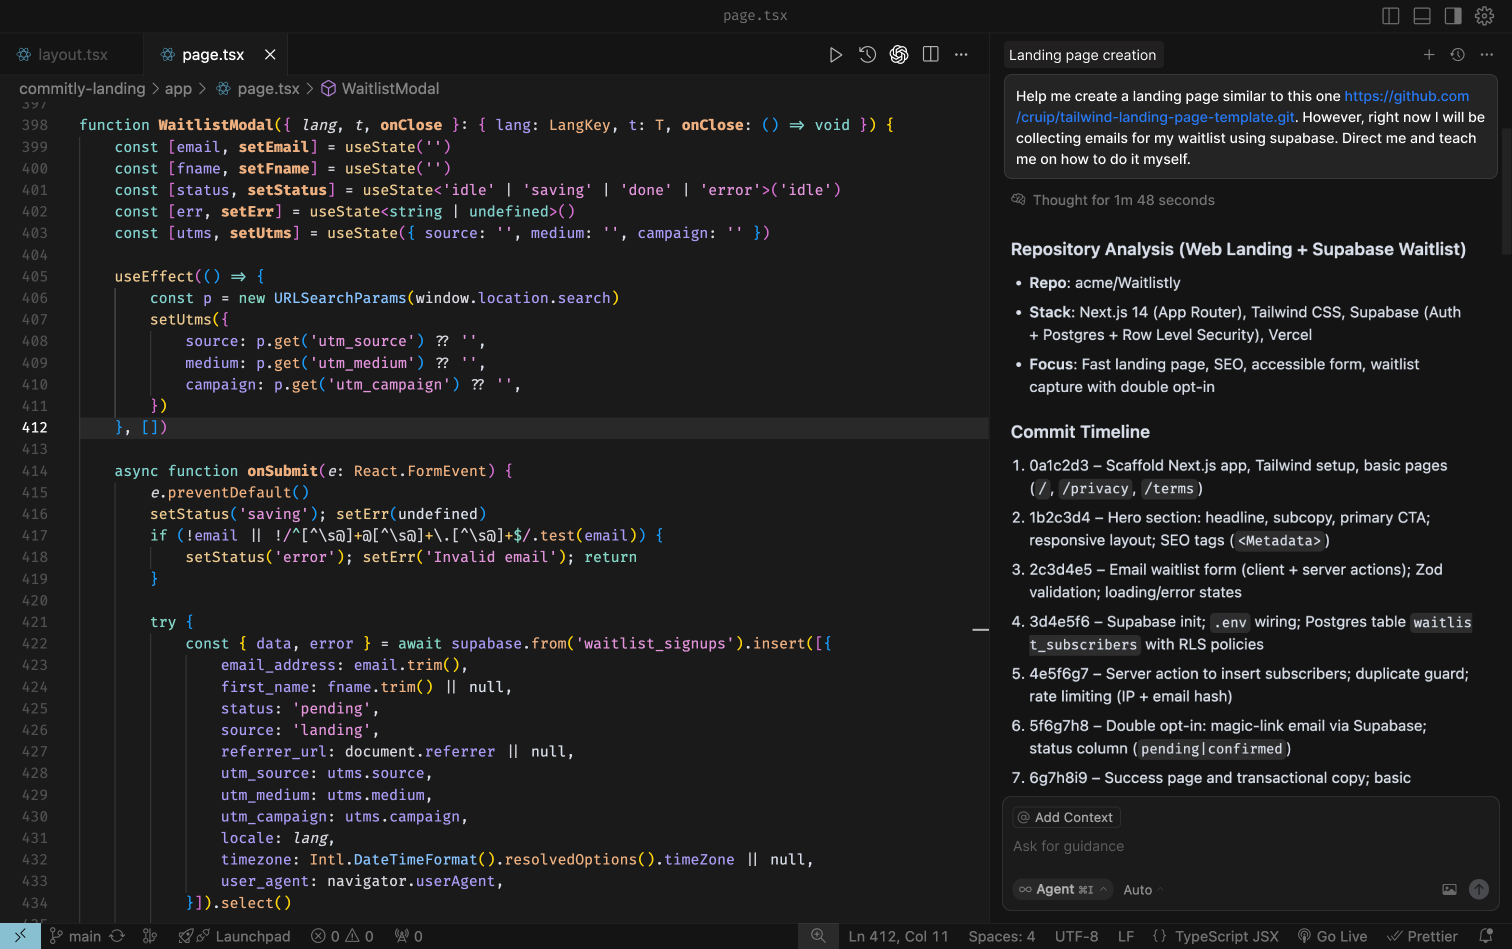 page.tsx
layout.tsx
page.tsx
commitly-landing > app > page.tsx > WaitlistModal
397
398 function WaitlistModal({ lang, t, onClose }: { lang: LangKey, t: T, onClose: () => void }) {
399 const [email, setEmail] = useState('')
400 const [fname, setFname] = useState('')
401 const [status, setStatus] = useState<'idle' | 'saving' | 'done' | 'error'>('idle')
402 const [err, setErr] = useState<string | undefined>()
403 const [utms, setUtms] = useState({ source: '', medium: '', campaign: '' })
404
405 useEffect(() => {
406 const p = new URLSearchParams(window.location.search)
407 setUtms({
408 source: p.get('utm_source') ?? '',
409 medium: p.get('utm_medium') ?? '',
410 campaign: p.get('utm_campaign') ?? '',
411 })
412 }, [])
413
414 async function onSubmit(e: React.FormEvent) {
415 e.preventDefault()
416 setStatus('saving'); setErr(undefined)
417 if (!email || !/^[^\s@]+@[^\s@]+\.[^\s@]+$/.test(email)) {
418 setStatus('error'); setErr('Invalid email'); return
419 }
420
421 try {
422 const { data, error } = await supabase.from('waitlist_signups').insert([{
423 email_address: email.trim(),
424 first_name: fname.trim() || null,
425 status: 'pending',
426 source: 'landing',
427 referrer_url: document.referrer || null,
428 utm_source: utms.source,
429 utm_medium: utms.medium,
430 utm_campaign: utms.campaign,
431 locale: lang,
432 timezone: Intl.DateTimeFormat().resolvedOptions().timeZone || null,
433 user_agent: navigator.userAgent,
434 }]).select()
Landing page creation
Help me create a landing page similar to this one https://github.com
/cruip/tailwind-landing-page-template.git. However, right now I will be
collecting emails for my waitlist using supabase. Direct me and teach
me on how to do it myself.
Thought for 1m 48 seconds
Repository Analysis (Web Landing + Supabase Waitlist)
• Repo: acme/Waitlistly
• Stack: Next.js 14 (App Router), Tailwind CSS, Supabase (Auth
+ Postgres + Row Level Security), Vercel
• Focus: Fast landing page, SEO, accessible form, waitlist
capture with double opt-in
Commit Timeline
1. 0a1c2d3 – Scaffold Next.js app, Tailwind setup, basic pages
(/, /privacy, /terms)
2. 1b2c3d4 – Hero section: headline, subcopy, primary CTA;
responsive layout; SEO tags (<Metadata>)
3. 2c3d4e5 – Email waitlist form (client + server actions); Zod
validation; loading/error states
4. 3d4e5f6 – Supabase init; .env wiring; Postgres table waitlis
t_subscribers with RLS policies
5. 4e5f6g7 – Server action to insert subscribers; duplicate guard;
rate limiting (IP + email hash)
6. 5f6g7h8 – Double opt-in: magic-link email via Supabase;
status column (pending|confirmed)
7. 6g7h8i9 – Success page and transactional copy; basic
@ Add Context
Ask for guidance
∞ Agent ⌘I Auto
main Launchpad 0 0 0 Ln 412, Col 11 Spaces: 4 UTF-8 LF {} TypeScript JSX Go Live Prettier